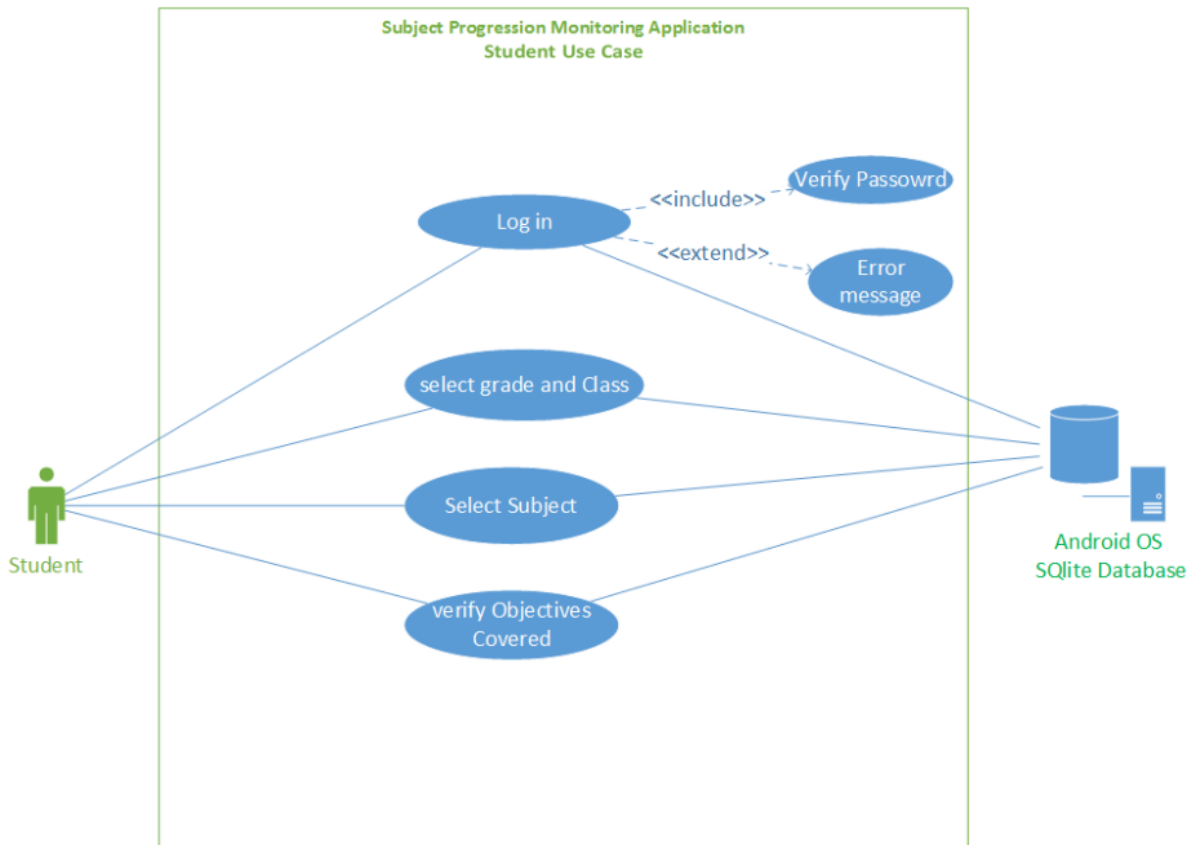 Subject Progression Monitoring Application
Student Use Case
Verify Passowrd
<<include>>
Log in
<<extend>>
Error
message
select grade and Class
Select Subject
Student
Android OS
SQlite Database
verify Objectives
Covered